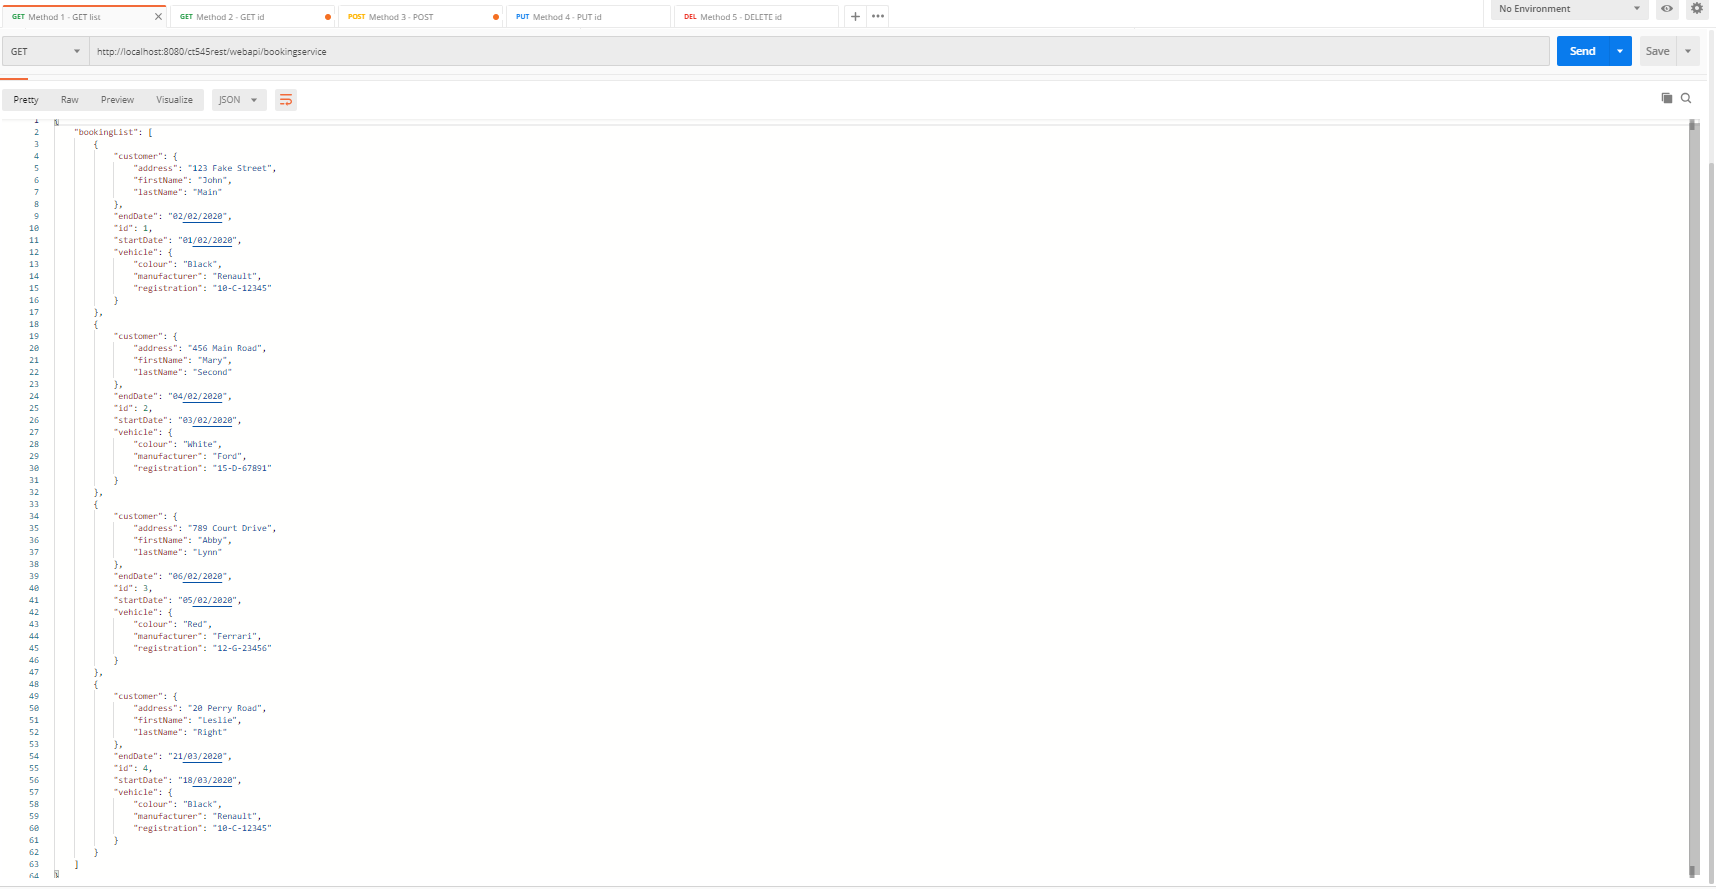 GET Method 1 - GET list
GET Method 2 - GET id
POST Method 3 - POST
PUT Method 4 - PUT id
DEL Method 5 - DELETE id
No Environment
GET http://localhost:8080/ct545rest/webapi/bookingservice
Send Save
Pretty Raw Preview Visualize JSON
1 {
2 "bookingList": [
3 {
4 "customer": {
5 "address": "123 Fake Street",
6 "firstName": "John",
7 "lastName": "Main"
8 },
9 "endDate": "02/02/2020",
10 "id": 1,
11 "startDate": "01/02/2020",
12 "vehicle": {
13 "colour": "Black",
14 "manufacturer": "Renault",
15 "registration": "10-C-12345"
16 }
17 },
18 {
19 "customer": {
20 "address": "456 Main Road",
21 "firstName": "Mary",
22 "lastName": "Second"
23 },
24 "endDate": "04/02/2020",
25 "id": 2,
26 "startDate": "03/02/2020",
27 "vehicle": {
28 "colour": "White",
29 "manufacturer": "Ford",
30 "registration": "15-D-67891"
31 }
32 },
33 {
34 "customer": {
35 "address": "789 Court Drive",
36 "firstName": "Abby",
37 "lastName": "Lynn"
38 },
39 "endDate": "06/02/2020",
40 "id": 3,
41 "startDate": "05/02/2020",
42 "vehicle": {
43 "colour": "Red",
44 "manufacturer": "Ferrari",
45 "registration": "12-G-23456"
46 }
47 },
48 {
49 "customer": {
50 "address": "20 Perry Road",
51 "firstName": "Leslie",
52 "lastName": "Right"
53 },
54 "endDate": "21/03/2020",
55 "id": 4,
56 "startDate": "18/03/2020",
57 "vehicle": {
58 "colour": "Black",
59 "manufacturer": "Renault",
60 "registration": "10-C-12345"
61 }
62 }
63 ]
64 }